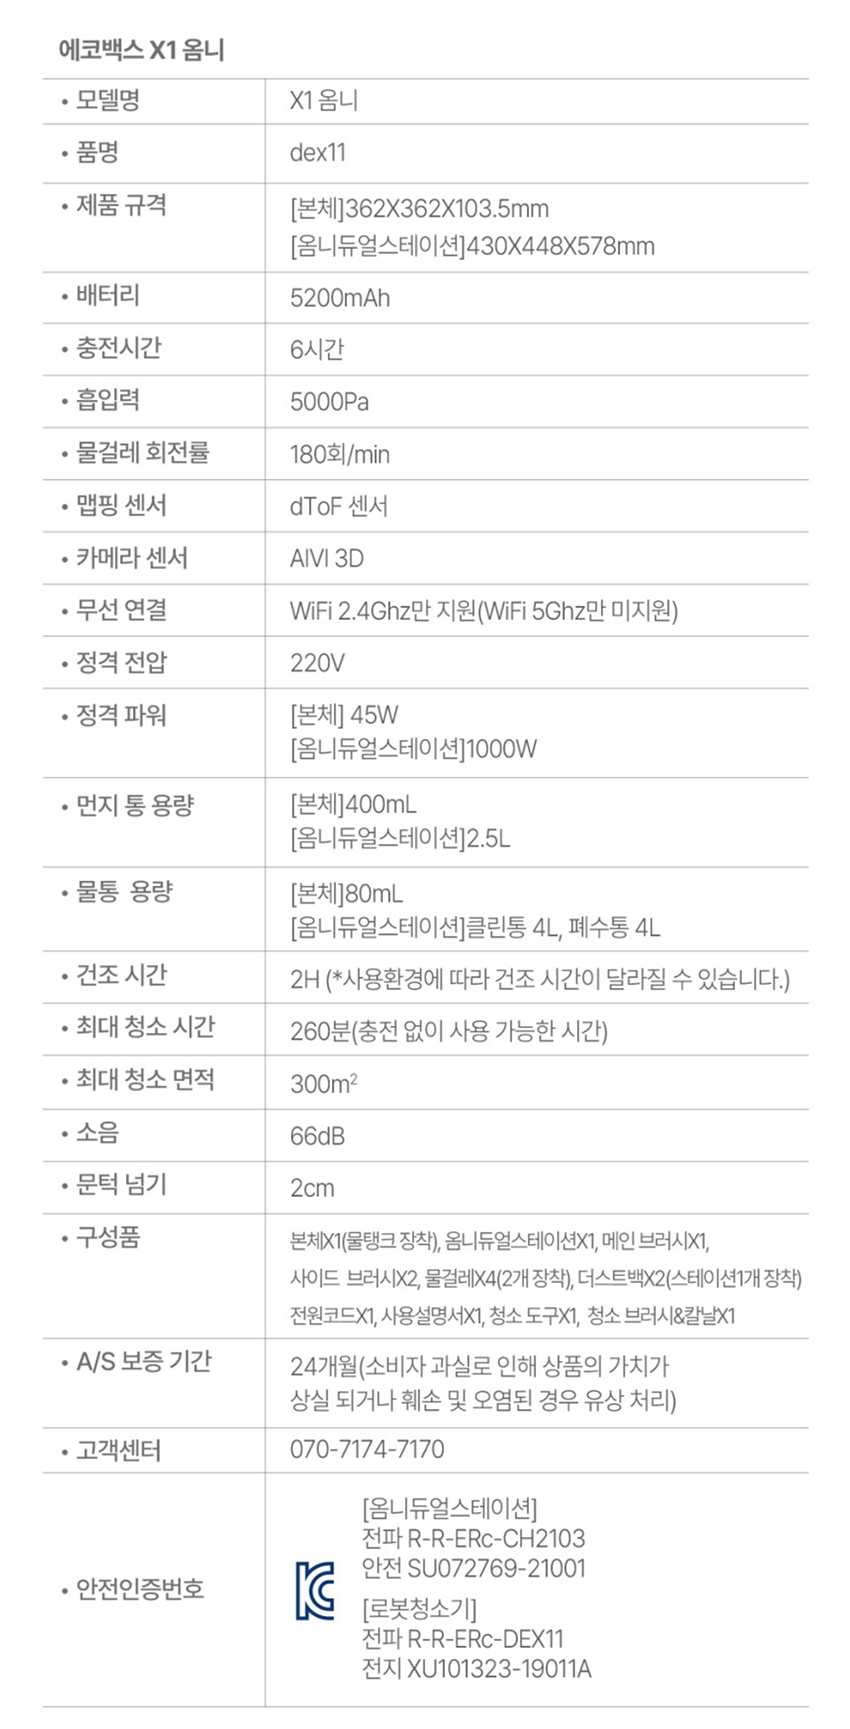 에코백스 X1 옴니
• 모델명 X1 옴니
• 품명 dex11
• 제품 규격 [본체]362X362X103.5mm
[옴니듀얼스테이션]430X448X578mm
• 배터리 5200mAh
• 충전시간 6시간
• 흡입력 5000Pa
• 물걸레 회전률 180회/min
• 맵핑 센서 dToF 센서
• 카메라 센서 AIVI 3D
• 무선 연결 WiFi 2.4Ghz만 지원(WiFi 5Ghz만 미지원)
• 정격 전압 220V
• 정격 파워 [본체] 45W
[옴니듀얼스테이션]1000W
• 먼지 통 용량 [본체]400mL
[옴니듀얼스테이션]2.5L
• 물통 용량 [본체]80mL
[옴니듀얼스테이션]클린통 4L, 폐수통 4L
• 건조 시간 2H (*사용환경에 따라 건조 시간이 달라질 수 있습니다.)
• 최대 청소 시간 260분(충전 없이 사용 가능한 시간)
• 최대 청소 면적 300m²
• 소음 66dB
• 문턱 넘기 2cm
• 구성품 본체X1(물탱크 장착), 옴니듀얼스테이션X1, 메인 브러시X1,
사이드 브러시X2, 물걸레X4(2개 장착), 더스트백X2(스테이션1개 장착)
전원코드X1, 사용설명서X1, 청소 도구X1, 청소 브러시&칼날X1
• A/S 보증 기간 24개월(소비자 과실로 인해 상품의 가치가
상실 되거나 훼손 및 오염된 경우 유상 처리)
• 고객센터 070-7174-7170
• 안전인증번호
[옴니듀얼스테이션]
전파 R-R-ERc-CH2103
안전 SU072769-21001
[로봇청소기]
전파 R-R-ERc-DEX11
전지 XU101323-19011A